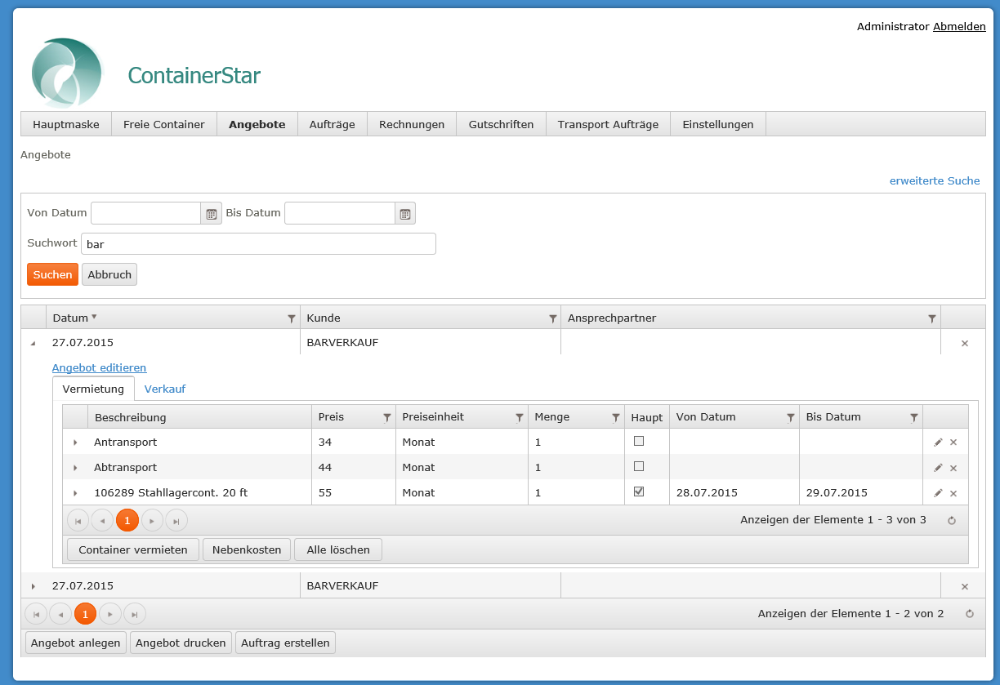 Administrator Abmelden
ContainerStar
Hauptmaske Freie Container Angebote Aufträge Rechnungen Gutschriften Transport Aufträge Einstellungen
Angebote
erweiterte Suche
Von Datum Bis Datum
Suchwort bar
Suchen Abbruch
Datum Kunde Ansprechpartner
27.07.2015 BARVERKAUF
Angebot editieren
Vermietung Verkauf
Beschreibung Preis Preiseinheit Menge Haupt Von Datum Bis Datum
Antransport 34 Monat 1
Abtransport 44 Monat 1
106289 Stahllagercont. 20 ft 55 Monat 1 28.07.2015 29.07.2015
1 Anzeigen der Elemente 1 - 3 von 3
Container vermieten Nebenkosten Alle löschen
27.07.2015 BARVERKAUF
1 Anzeigen der Elemente 1 - 2 von 2
Angebot anlegen Angebot drucken Auftrag erstellen